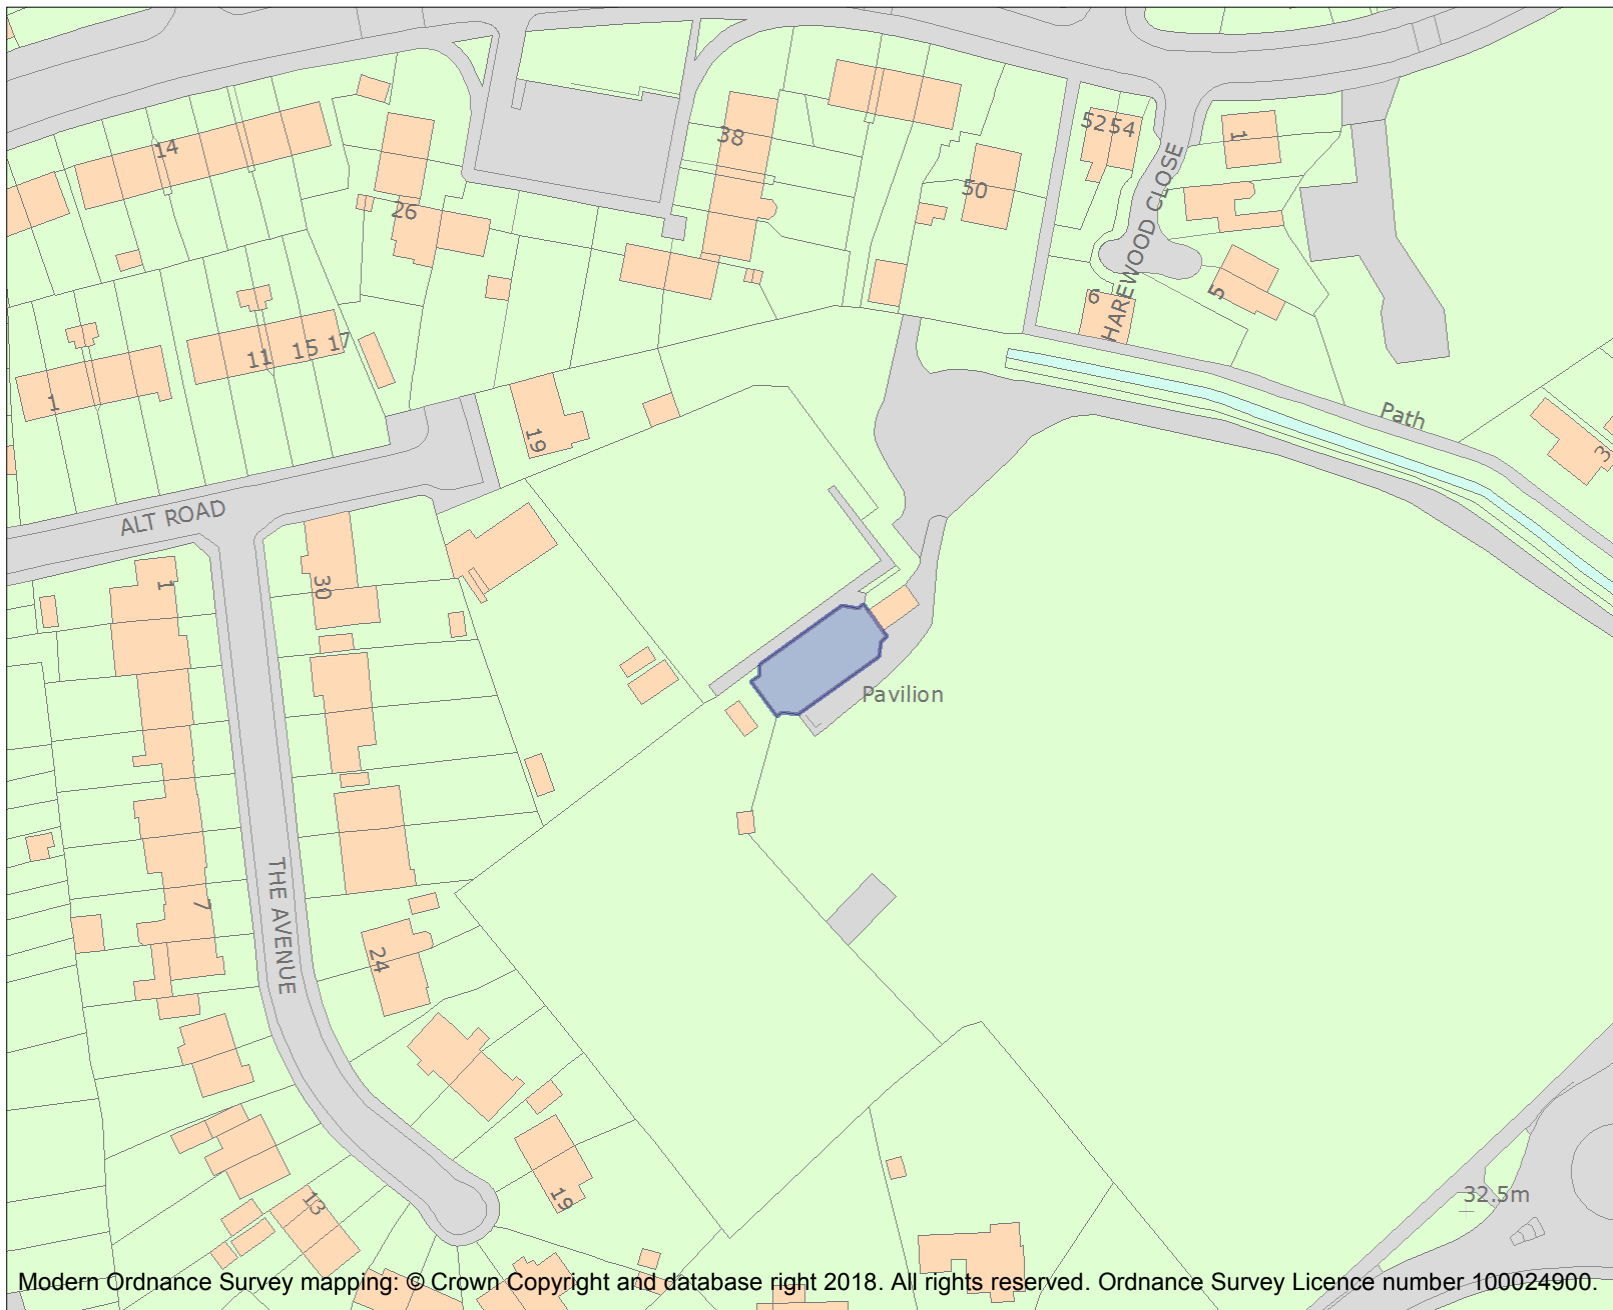 14
38
52 54
1
26
50
HAREWOOD CLOSE
6
5
1
11 15 17
19
Path
3
ALT ROAD
1
30
Pavilion
7
THE AVENUE
24
13
19
32.5m
Modern Ordnance Survey mapping: © Crown Copyright and database right 2018. All rights reserved. Ordnance Survey Licence number 100024900.